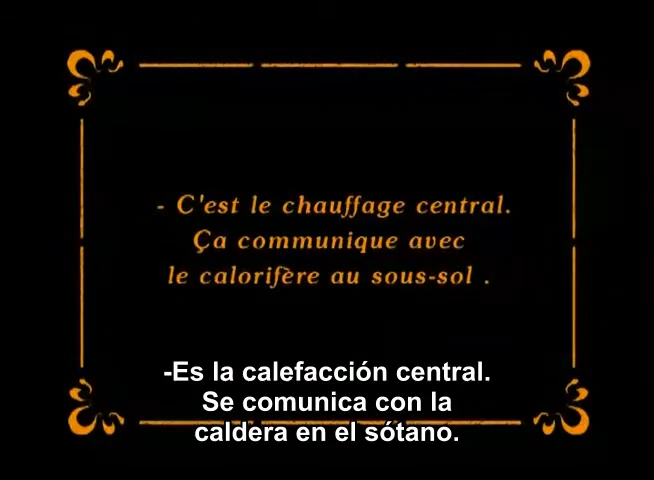 - C'est le chauffage central.
Ça communique avec
le calorifère au sous-sol .
-Es la calefacción central.
Se comunica con la
caldera en el sótano.